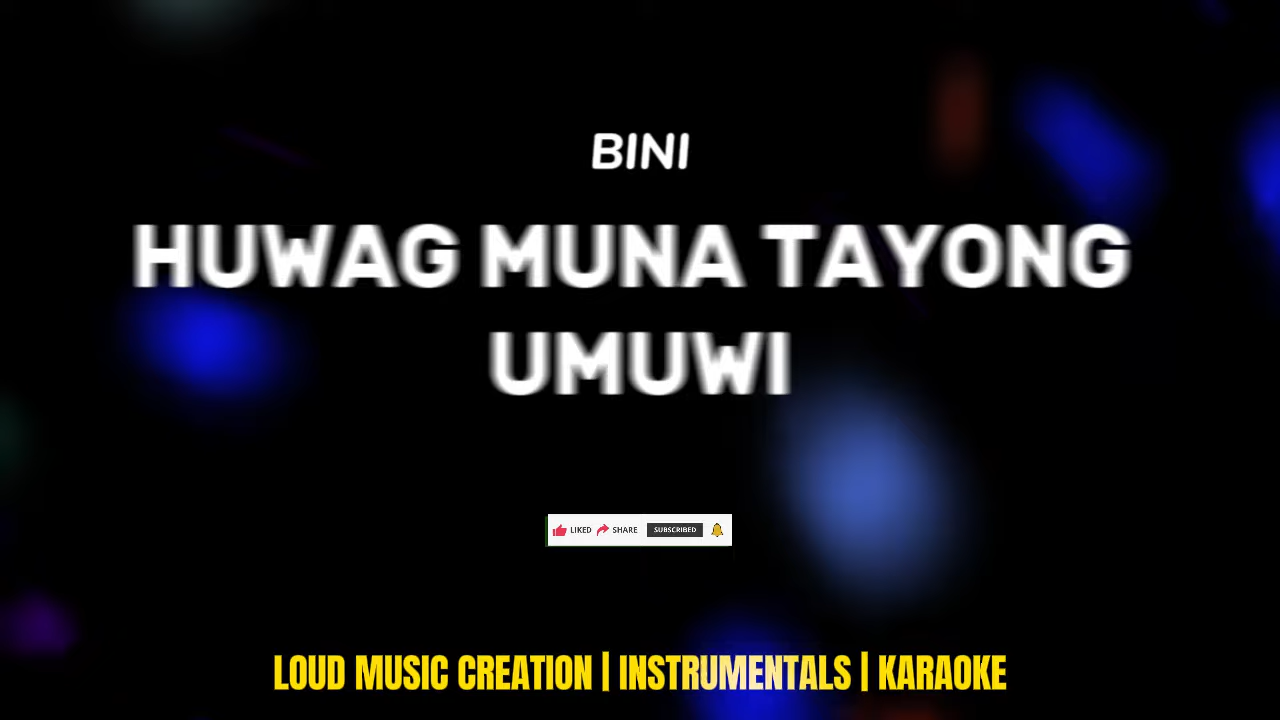 BINI
HUWAG MUNA TAYONG
UMUWI
LIKED SHARE SUBSCRIBED
LOUD MUSIC CREATION | INSTRUMENTALS | KARAOKE